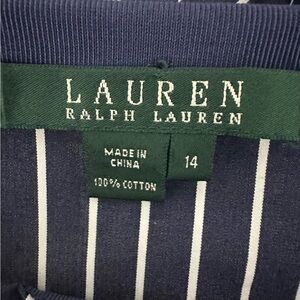 LAUREN
RALPH LAUREN
MADE IN
CHINA
100% COTTON
14